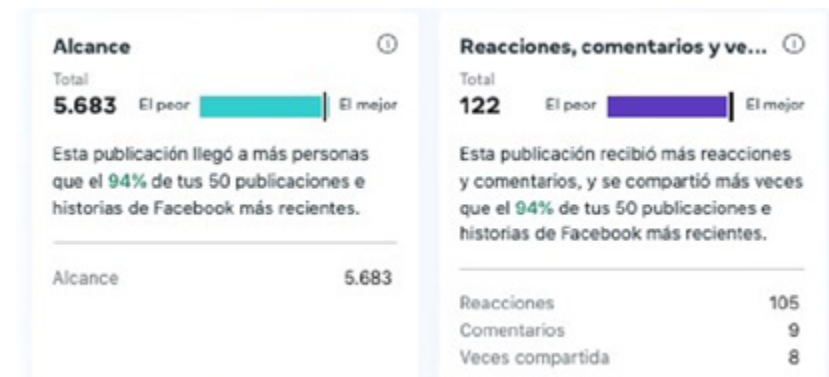 Alcance
Total
5.683 El peor El mejor
Esta publicación llegó a más personas
que el 94% de tus 50 publicaciones e
historias de Facebook más recientes.
Alcance 5.683
Reacciones, comentarios y ve...
Total
122 El peor El mejor
Esta publicación recibió más reacciones
y comentarios, y se compartió más veces
que el 94% de tus 50 publicaciones e
historias de Facebook más recientes.
Reacciones 105
Comentarios 9
Veces compartida 8